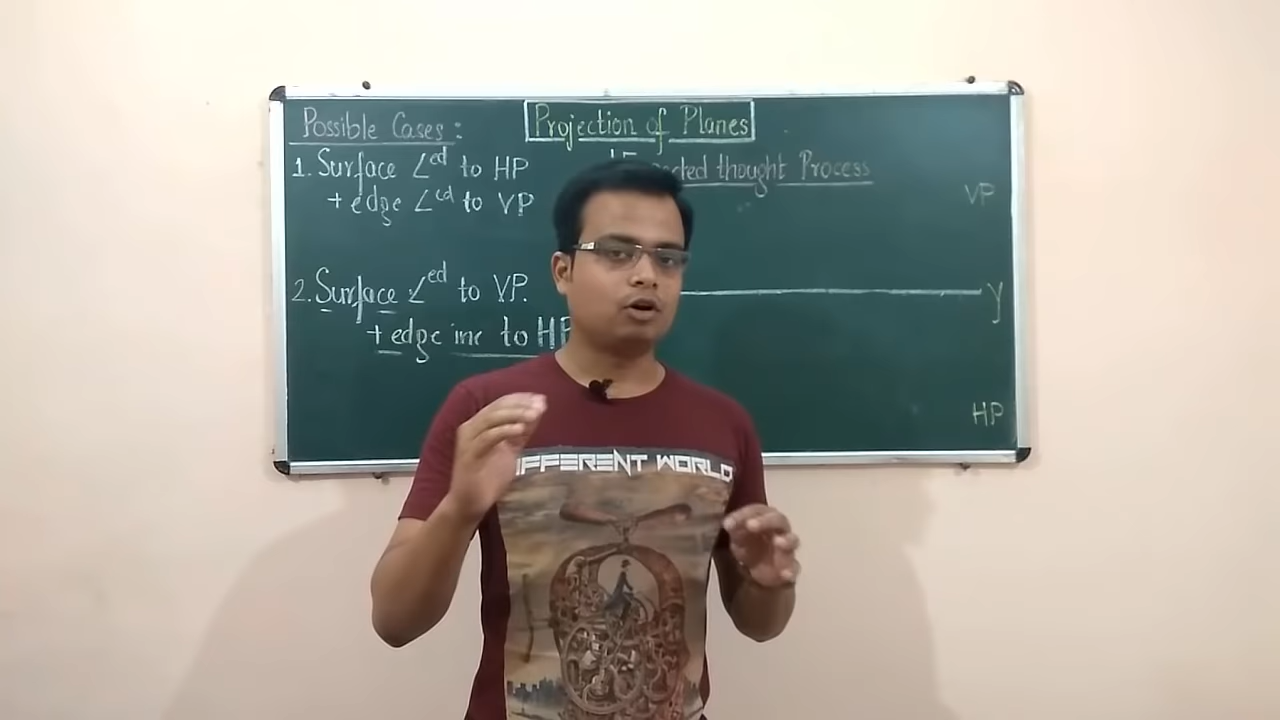 Possible Cases :
Projection of Planes
1. Surface ∠ed to HP
+ edge ∠ed to VP
thought Process
VP
2. Surface ∠ed to VP.
+ edge inc to HP
y
HP
DIFFERENT WORLD